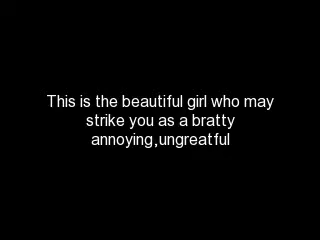 This is the beautiful girl who may
strike you as a bratty
annoying,ungreatful